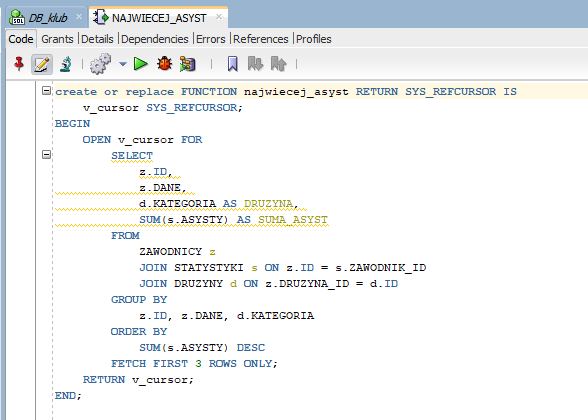 DB_klub
NAJWIECEJ_ASYST
Code Grants Details Dependencies Errors References Profiles
create or replace FUNCTION najwiecej_asyst RETURN SYS_REFCURSOR IS
    v_cursor SYS_REFCURSOR;
BEGIN
    OPEN v_cursor FOR
        SELECT
            z.ID,
            z.DANE,
            d.KATEGORIA AS DRUZYNA,
            SUM(s.ASYSTY) AS SUMA_ASYST
        FROM
            ZAWODNICY z
            JOIN STATYSTYKI s ON z.ID = s.ZAWODNIK_ID
            JOIN DRUZYNY d ON z.DRUZYNA_ID = d.ID
        GROUP BY
            z.ID, z.DANE, d.KATEGORIA
        ORDER BY
            SUM(s.ASYSTY) DESC
        FETCH FIRST 3 ROWS ONLY;
    RETURN v_cursor;
END;